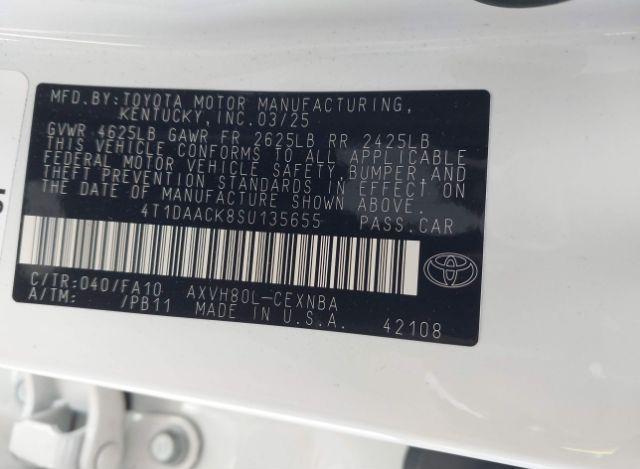 MFD.BY:TOYOTA MOTOR MANUFACTURING,
KENTUCKY,INC.03/25
GVWR 4625LB GAWR FR 2625LB RR 2425LB
THIS VEHICLE CONFORMS TO ALL APPLICABLE
FEDERAL MOTOR VEHICLE SAFETY,BUMPER,AND
THEFT PREVENTION STANDARDS IN EFFECT ON
THE DATE OF MANUFACTURE SHOWN ABOVE.
4T1DAACK8SU135655 PASS.CAR
C/TR:040/FA10 AXVH80L-CEXNBA
A/TM: /PB11 MADE IN U.S.A. 42108